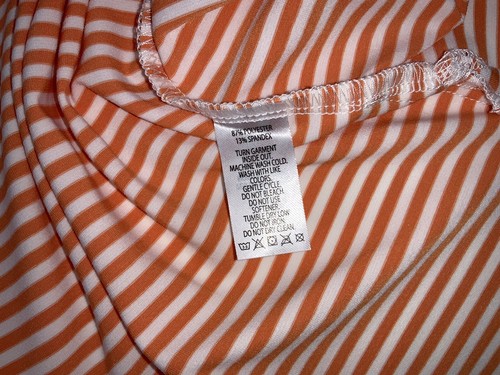 87% POLYESTER
13% SPANDEX
TURN GARMENT
INSIDE OUT.
MACHINE WASH COLD.
WASH WITH LIKE
COLORS.
GENTLE CYCLE.
DO NOT BLEACH.
DO NOT USE
SOFTENER.
TUMBLE DRY LOW
DO NOT IRON.
DO NOT DRY CLEAN.